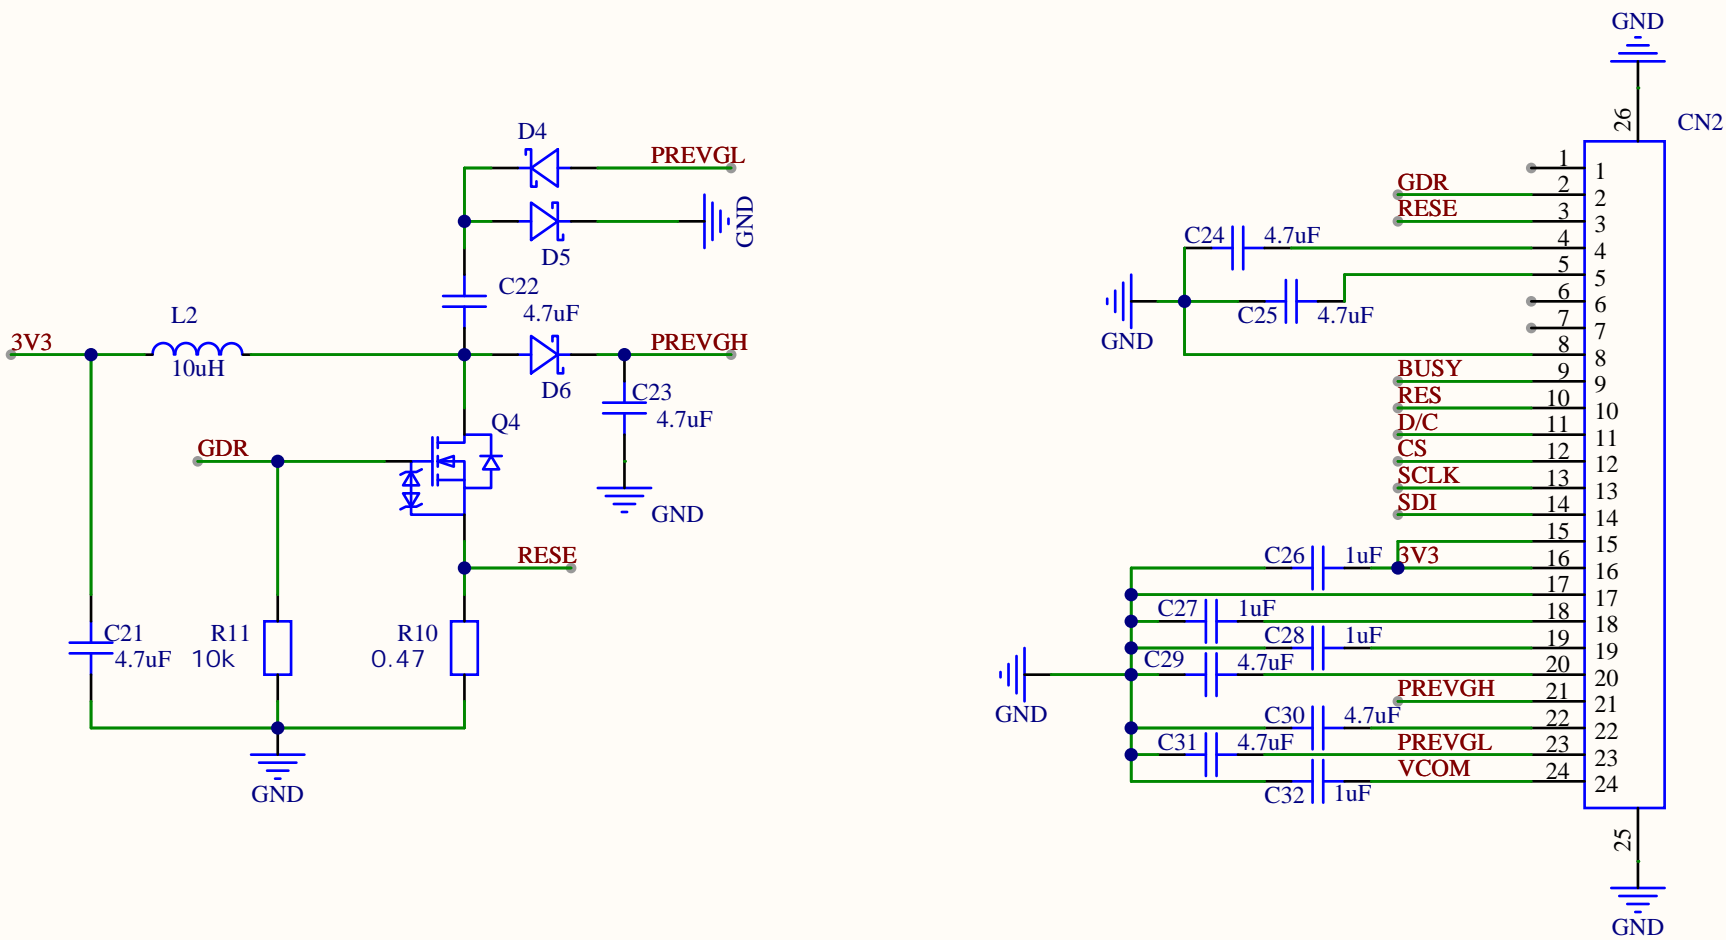 D4
PREVGL
D5
GND
C22
4.7uF
L2
3V3
10uH
PREVGH
D6
C23
4.7uF
Q4
GDR
GND
RESE
C21
4.7uF
R11
10k
R10
0.47
GND
GND
26
CN2
1 1
GDR 2 2
RESE 3 3
C24 4.7uF 4 4
5 5
C25 4.7uF 6 6
GND 7 7
8 8
BUSY 9 9
RES 10 10
D/C 11 11
CS 12 12
SCLK 13 13
SDI 14 14
15 15
C26 1uF 3V3 16 16
17 17
C27 1uF 18 18
C28 1uF 19 19
C29 4.7uF 20 20
GND
PREVGH 21 21
C30 4.7uF 22 22
C31 4.7uF PREVGL 23 23
VCOM 24 24
C32 1uF
25
GND